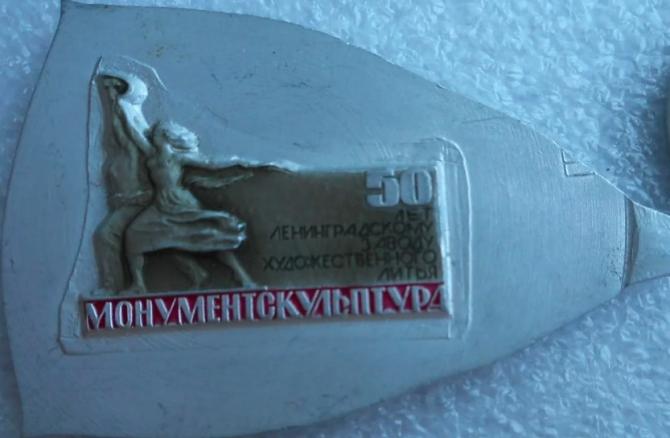 50
ЛЕТ
ЛЕНИНГРАДСКОМУ
ЗАВОДУ
ХУДОЖЕСТВЕННОГО
ЛИТЬЯ
МОНУМЕНТСКУЛЬПТУРА